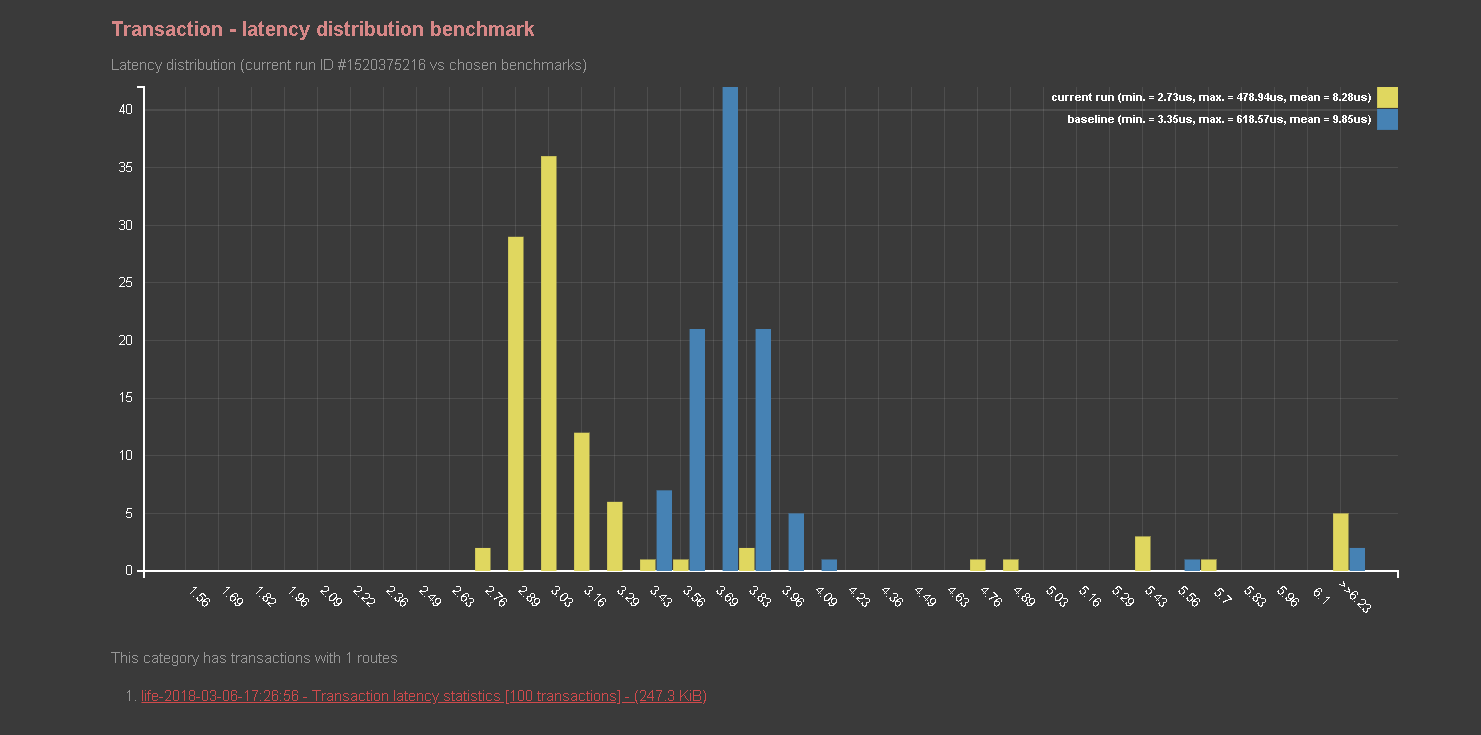 Transaction - latency distribution benchmark
Latency distribution (current run ID #1520375216 vs chosen benchmarks)
current run (min. = 2.73us, max. = 478.94us, mean = 8.28us)
baseline (min. = 3.35us, max. = 618.57us, mean = 9.85us)
40
35
30
25
20
15
10
5
0
1.56 1.69 1.82 1.96 2.09 2.22 2.36 2.49 2.63 2.76 2.89 3.03 3.16 3.29 3.43 3.56 3.69 3.83 3.96 4.09 4.23 4.36 4.49 4.63 4.76 4.89 5.03 5.16 5.29 5.43 5.56 5.7 5.83 5.96 6.1 >>6.23
This category has transactions with 1 routes
1. life-2018-03-06-17:26:56 - Transaction latency statistics [100 transactions] - (247.3 KiB)